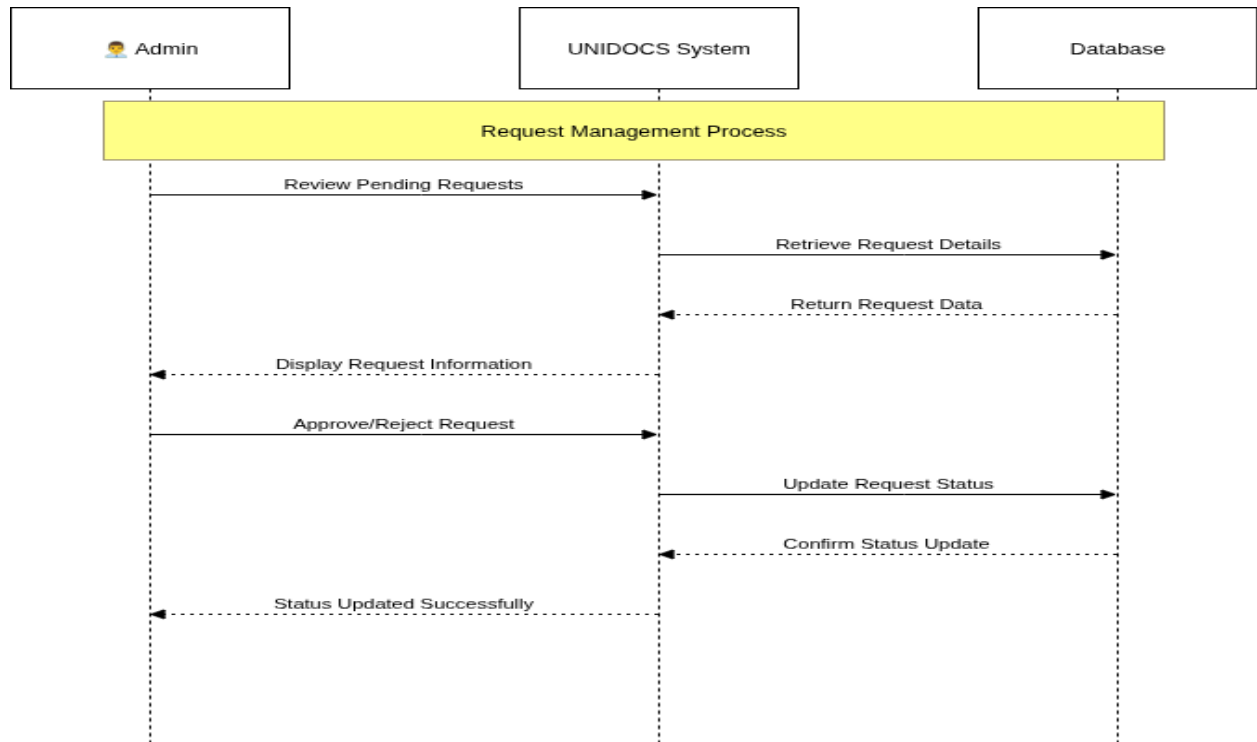 Admin
UNIDOCS System
Database
Request Management Process
Review Pending Requests
Retrieve Request Details
Return Request Data
Display Request Information
Approve/Reject Request
Update Request Status
Confirm Status Update
Status Updated Successfully